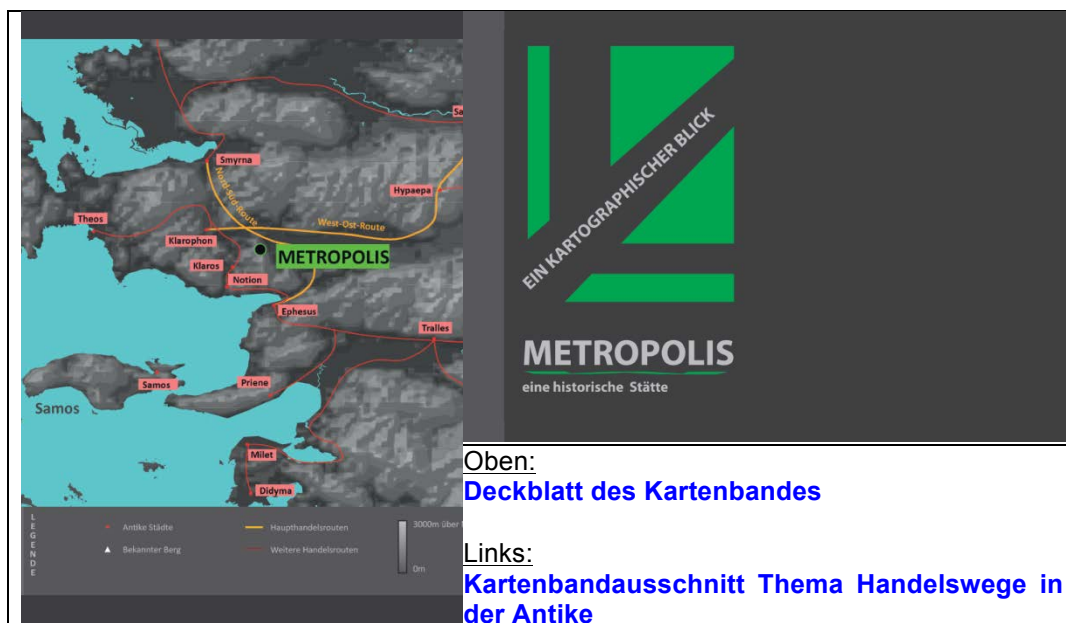 Smyrna
Sa
Hypaepa
Nord-Süd-Route
Theos
West-Ost-Route
Klarophon
METROPOLIS
Klaros
Notion
Ephesus
Tralles
Samos
Priene
Samos
Milet
Didyma
LEGENDE
Antike Städte
Haupthandelsrouten
3000m über
Bekannter Berg
Weitere Handelsrouten
0m
EIN KARTOGRAPHISCHER BLICK
METROPOLIS
eine historische Stätte
Oben:
Deckblatt des Kartenbandes
Links:
Kartenbandausschnitt Thema Handelswege in
der Antike